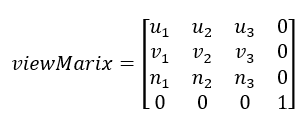 u₁ u₂ u₃ 0
v₁ v₂ v₃ 0
viewMarix =
n₁ n₂ n₃ 0
0 0 0 1